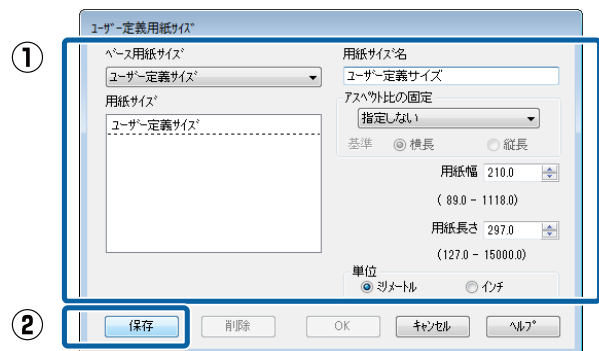 ユーザー定義用紙サイズ
①
ベース用紙サイズ
ユーザー定義サイズ
用紙サイズ
ユーザー定義サイズ
用紙サイズ名
ユーザー定義サイズ
アスペクト比の固定
指定しない
基準 横長 縦長
用紙幅 210.0
( 89.0 - 1118.0)
用紙長さ 297.0
(127.0 - 15000.0)
単位
ミリメートル インチ
②
保存 削除 OK キャンセル ヘルプ